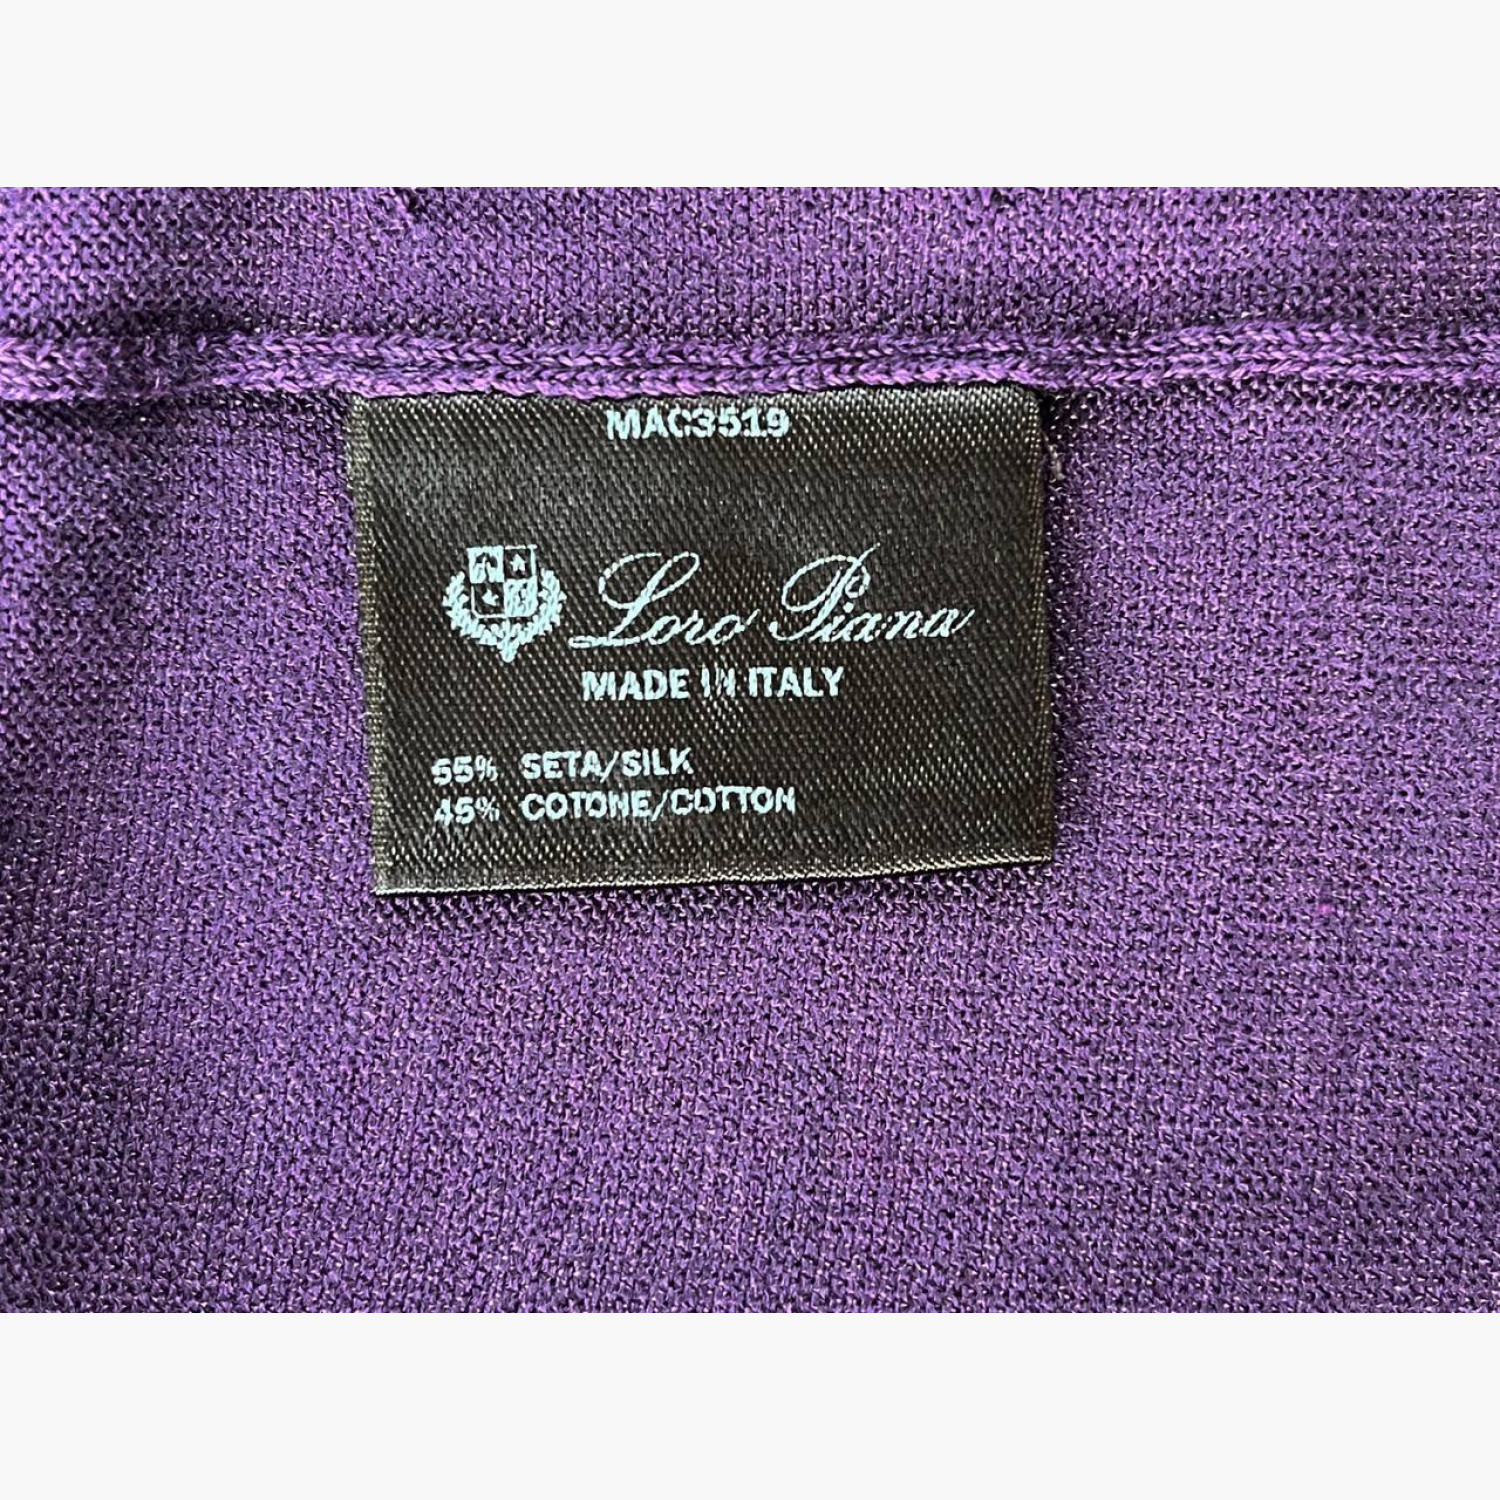 MAC3519
Loro Piana
MADE IN ITALY
55% SETA/SILK
45% COTONE/COTTON